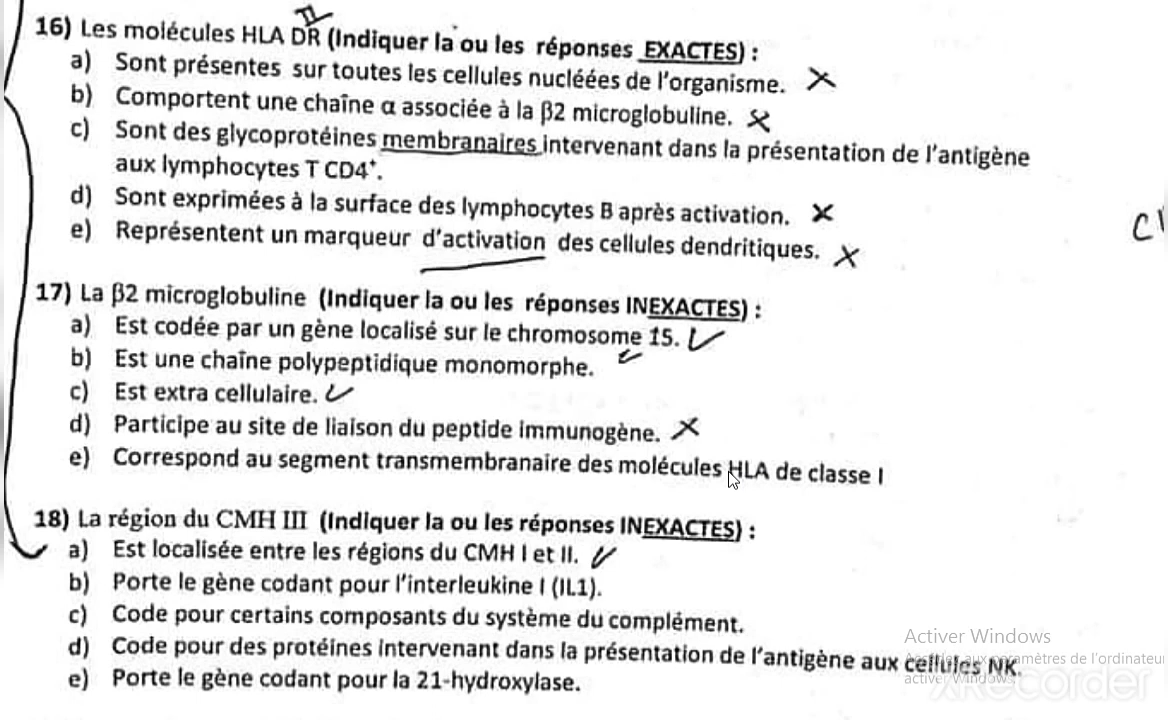 II
16) Les molécules HLA DR (Indiquer la ou les réponses EXACTES) :
a) Sont présentes sur toutes les cellules nucléées de l'organisme.
b) Comportent une chaîne α associée à la β2 microglobuline.
c) Sont des glycoprotéines membranaires intervenant dans la présentation de l'antigène
aux lymphocytes T CD4⁺.
d) Sont exprimées à la surface des lymphocytes B après activation.
e) Représentent un marqueur d'activation des cellules dendritiques.
17) La β2 microglobuline (Indiquer la ou les réponses INEXACTES) :
a) Est codée par un gène localisé sur le chromosome 15.
b) Est une chaîne polypeptidique monomorphe.
c) Est extra cellulaire.
d) Participe au site de liaison du peptide immunogène.
e) Correspond au segment transmembranaire des molécules HLA de classe I
18) La région du CMH III (Indiquer la ou les réponses INEXACTES) :
a) Est localisée entre les régions du CMH I et II.
b) Porte le gène codant pour l'interleukine I (IL1).
c) Code pour certains composants du système du complément.
d) Code pour des protéines intervenant dans la présentation de l'antigène aux cellules NK.
e) Porte le gène codant pour la 21-hydroxylase.
Activer Windows
aux paramètres de l'ordinateur
activer Windows.
XRecorder